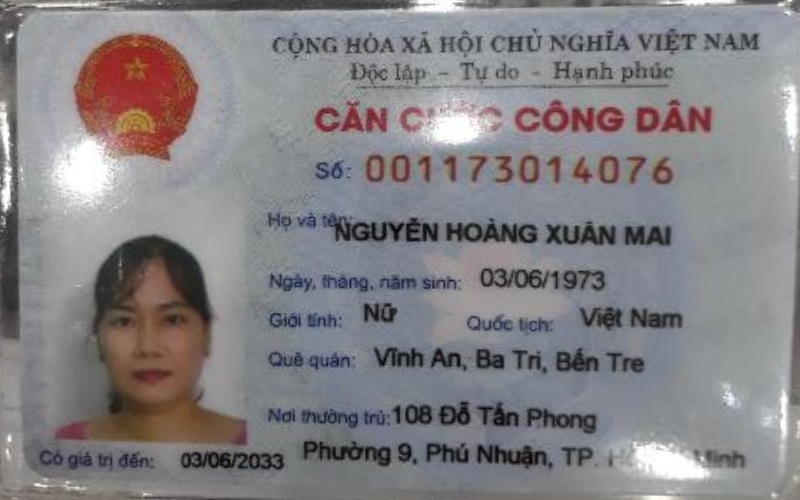 CỘNG HÒA XÃ HỘI CHỦ NGHĨA VIỆT NAM
Độc lập - Tự do - Hạnh phúc
CĂN CƯỚC CÔNG DÂN
Số: 001173014076
Họ và tên: NGUYỄN HOÀNG XUÂN MAI
Ngày, tháng, năm sinh: 03/06/1973
Giới tính: Nữ Quốc tịch: Việt Nam
Quê quán: Vĩnh An, Ba Tri, Bến Tre
Nơi thường trú: 108 Đỗ Tấn Phong
Có giá trị đến: 03/06/2033 Phường 9, Phú Nhuận, TP. Minh